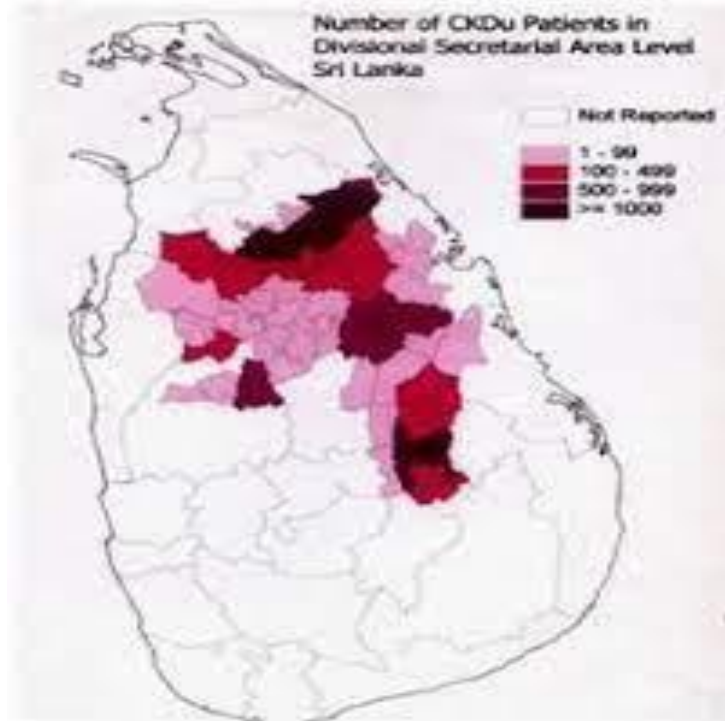 Number of CKDu Patients in
Divisional Secretarial Area Level
Sri Lanka
Not Reported
1 - 99
100 - 499
500 - 999
>= 1000